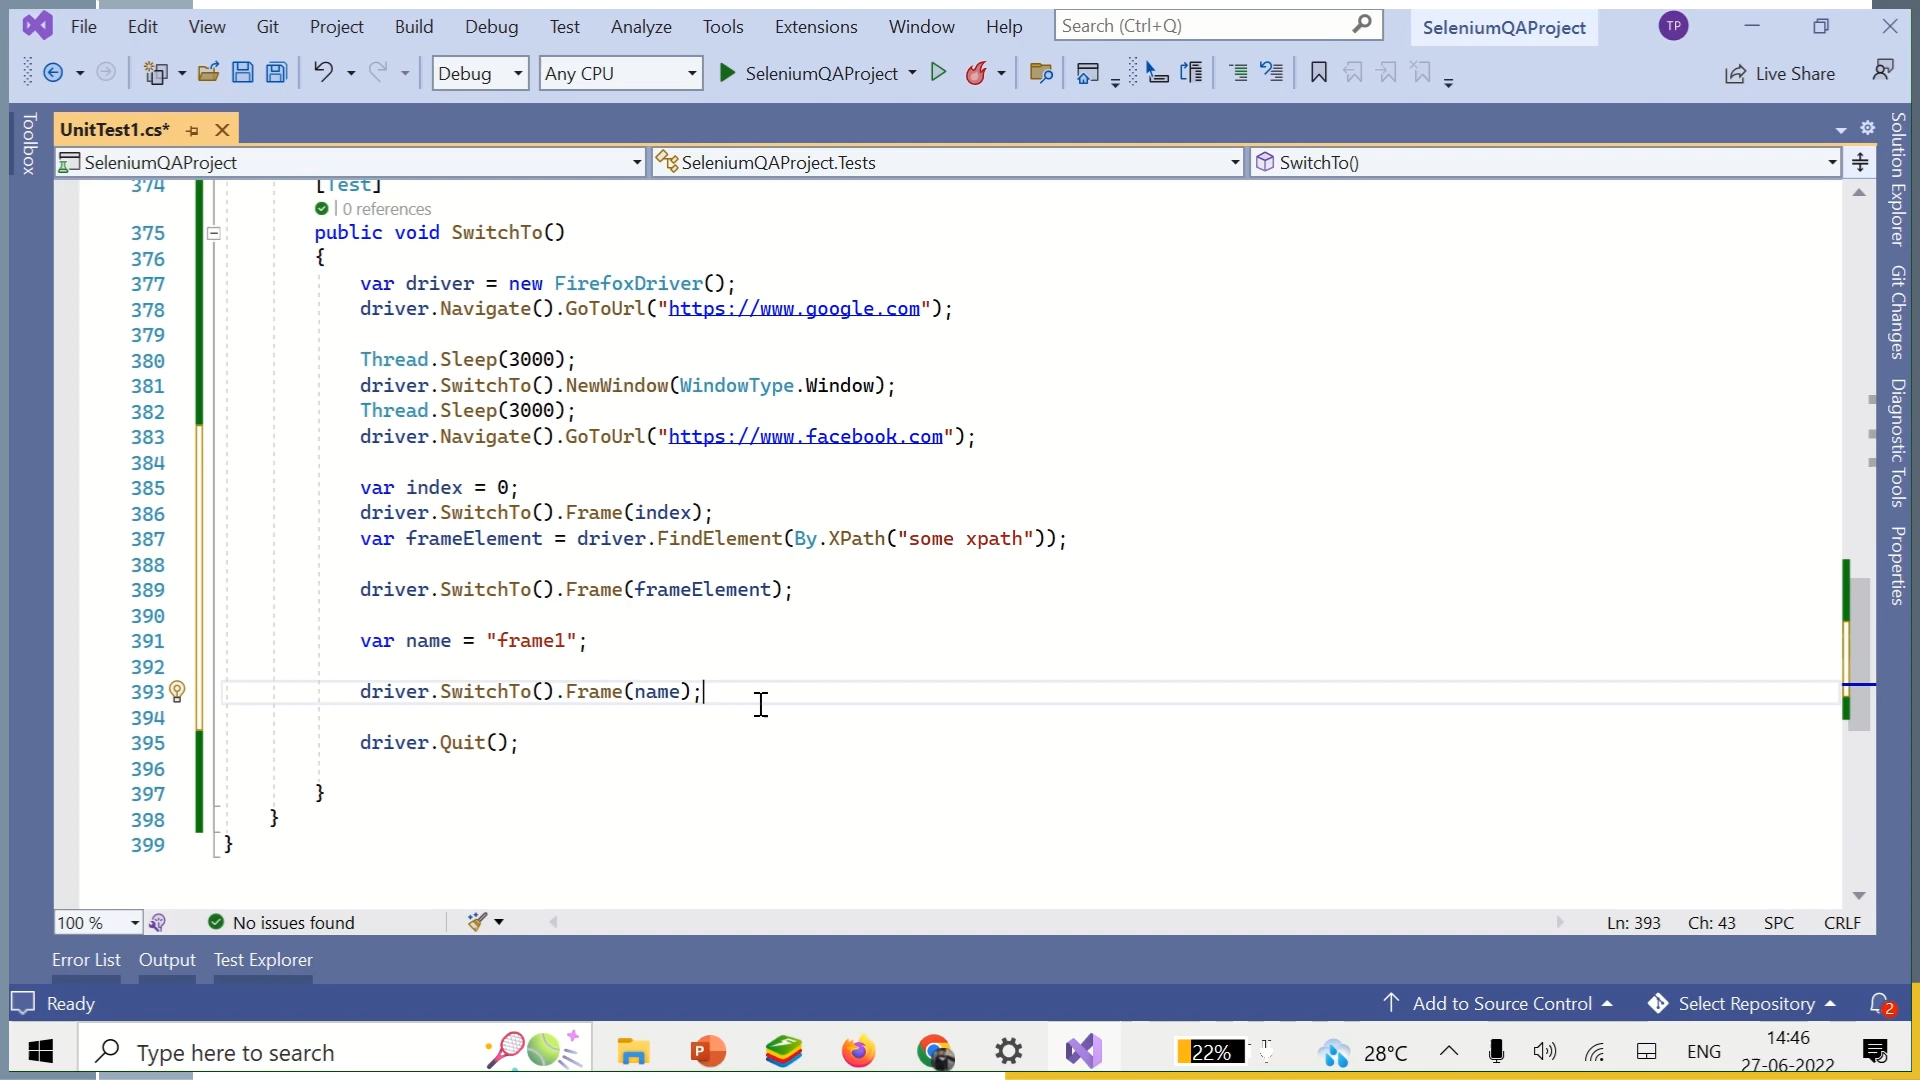 File Edit View Git Project Build Debug Test Analyze Tools Extensions Window Help Search (Ctrl+Q) SeleniumQAProject TP
Debug Any CPU SeleniumQAProject Live Share
Toolbox
UnitTest1.cs*
SeleniumQAProject SeleniumQAProject.Tests SwitchTo()
374 [Test]
0 references
375 public void SwitchTo()
376 {
377 var driver = new FirefoxDriver();
378 driver.Navigate().GoToUrl("https://www.google.com");
379
380 Thread.Sleep(3000);
381 driver.SwitchTo().NewWindow(WindowType.Window);
382 Thread.Sleep(3000);
383 driver.Navigate().GoToUrl("https://www.facebook.com");
384
385 var index = 0;
386 driver.SwitchTo().Frame(index);
387 var frameElement = driver.FindElement(By.XPath("some xpath"));
388
389 driver.SwitchTo().Frame(frameElement);
390
391 var name = "frame1";
392
393 driver.SwitchTo().Frame(name);
394
395 driver.Quit();
396
397 }
398 }
399 }
Solution Explorer
Git Changes
Diagnostic Tools
Properties
100 % No issues found Ln: 393 Ch: 43 SPC CRLF
Error List Output Test Explorer
Ready Add to Source Control Select Repository 2
Type here to search P 22% 28°C ENG 14:46
27-06-2022